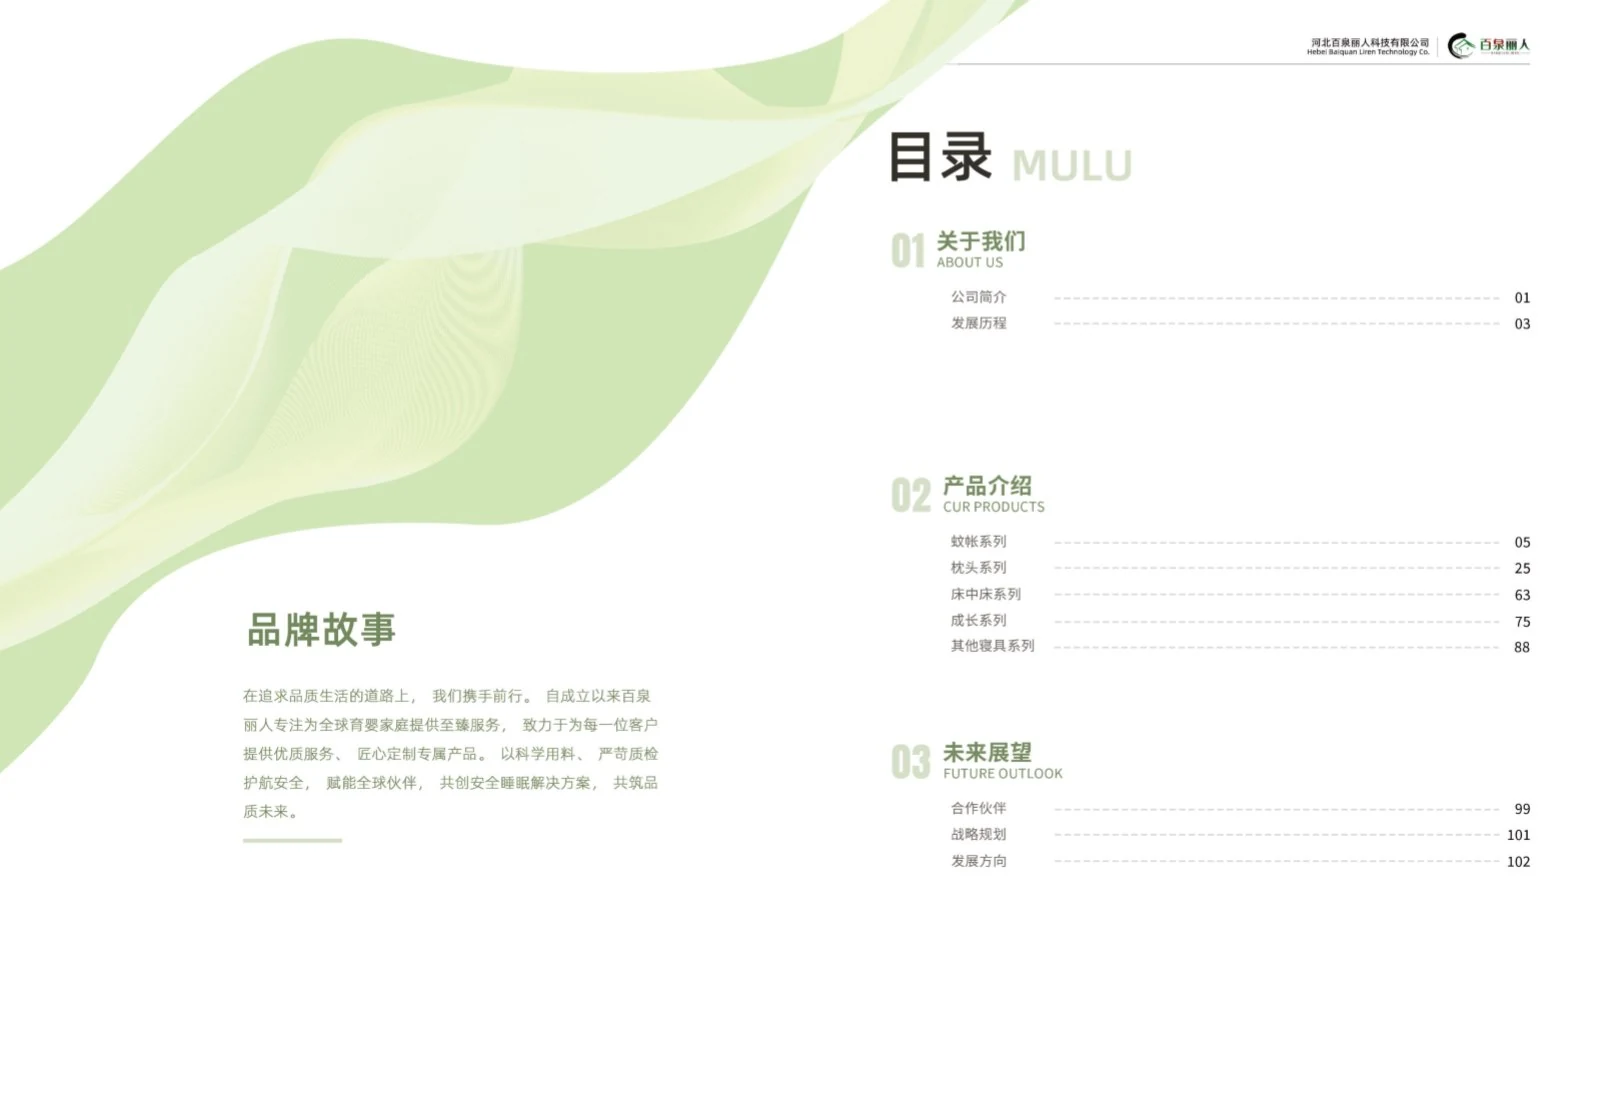 河北百泉丽人科技有限公司
Hebei Baiquan Liren Technology Co.
百泉丽人
目录 MULU
01 关于我们
ABOUT US
公司简介 01
发展历程 03
02 产品介绍
CUR PRODUCTS
蚊帐系列 05
枕头系列 25
床中床系列 63
成长系列 75
其他寝具系列 88
03 未来展望
FUTURE OUTLOOK
合作伙伴 99
战略规划 101
发展方向 102
品牌故事
在追求品质生活的道路上， 我们携手前行。 自成立以来百泉
丽人专注为全球育婴家庭提供至臻服务， 致力于为每一位客户
提供优质服务、 匠心定制专属产品。 以科学用料、 严苛质检
护航安全， 赋能全球伙伴， 共创安全睡眠解决方案， 共筑品
质未来。